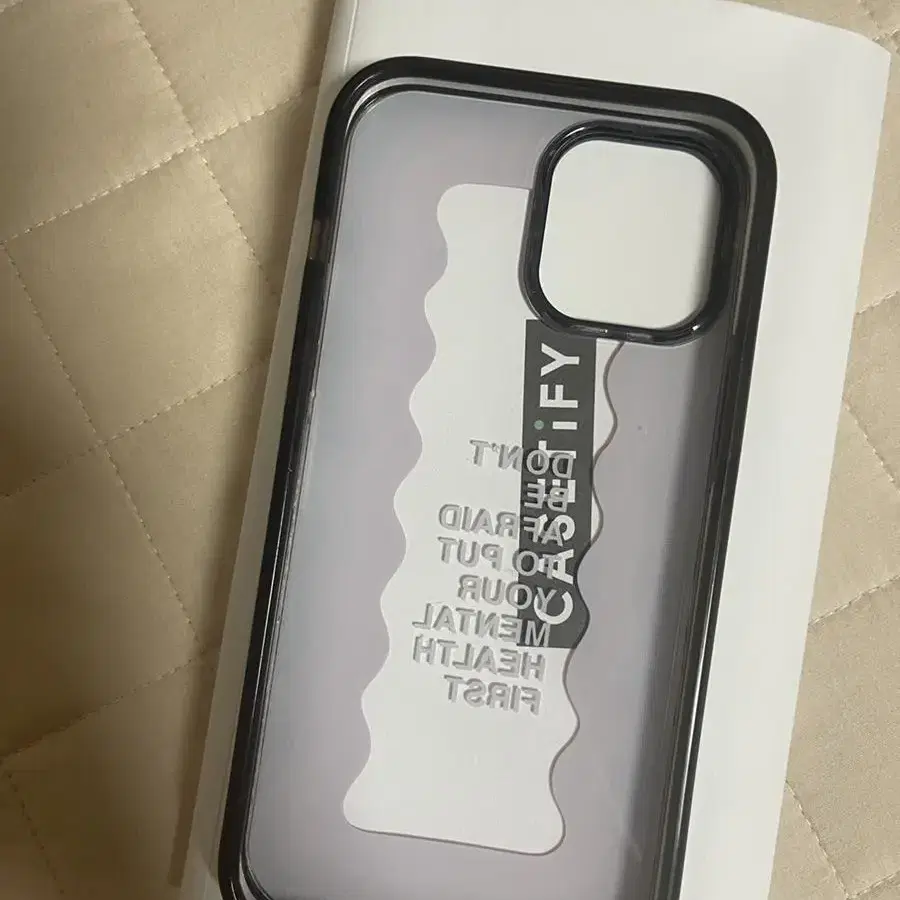 CASETiFY
DON'T
BE
AFRAID
TO PUT
YOUR
MENTAL
HEALTH
FIRST